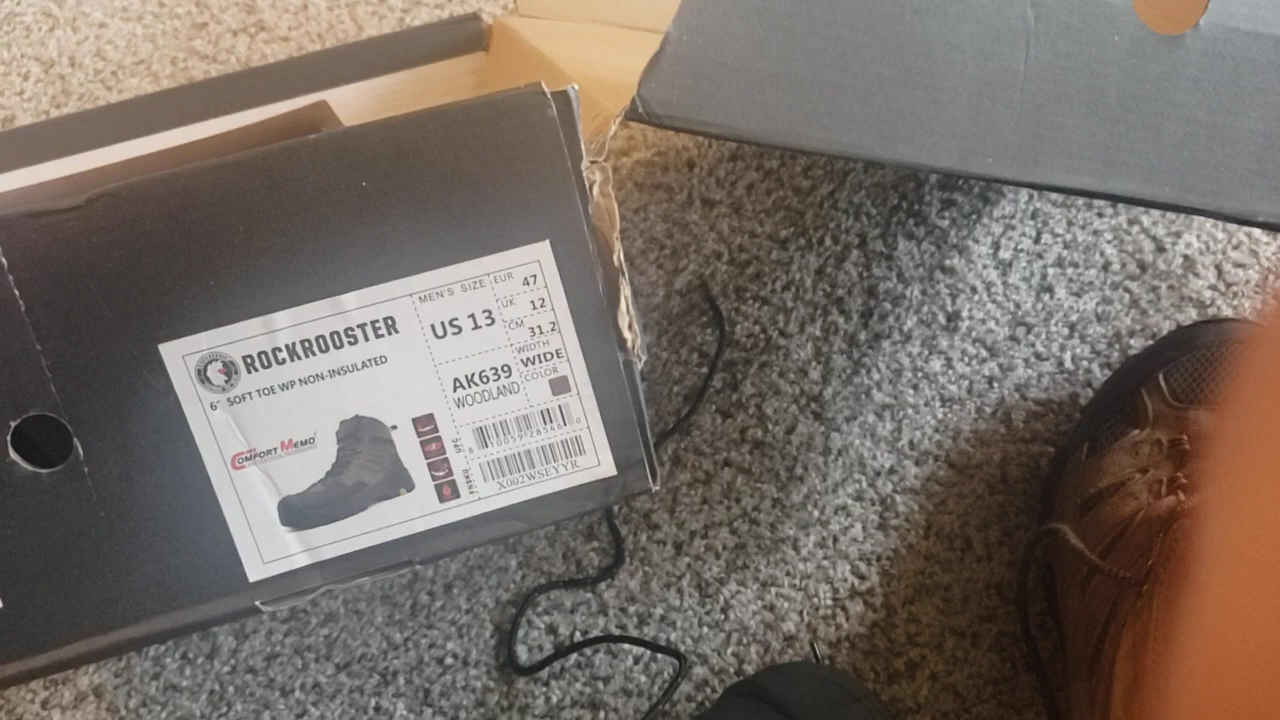 ROCKROOSTER
6" SOFT TOE WP NON-INSULATED
COMFORT MEMO
MEN'S SIZE
US 13
EUR 47
UK 12
CM 31.2
WIDTH
WIDE
AK639
WOODLAND
COLOR
UPC
FNSKU
X002WSEYYR